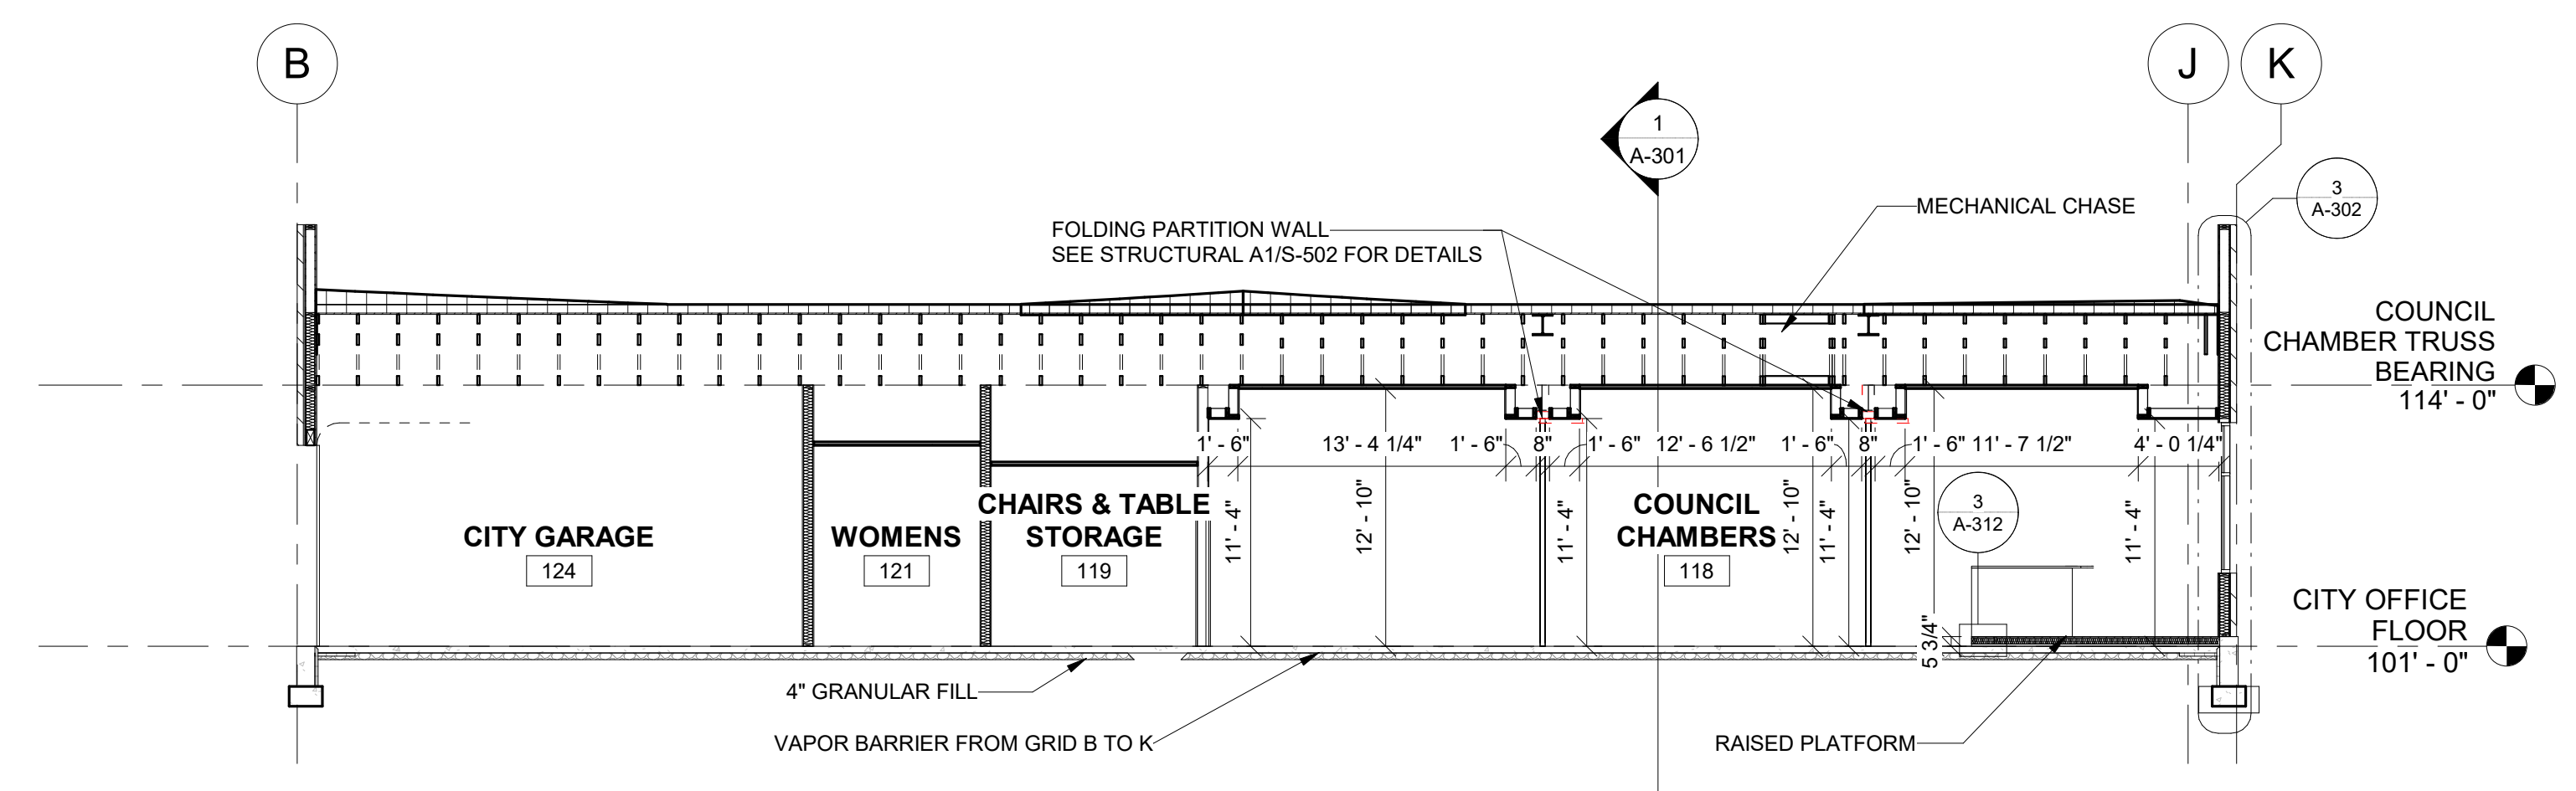 B
J
K
1
A-301
3
A-302
MECHANICAL CHASE
FOLDING PARTITION WALL
SEE STRUCTURAL A1/S-502 FOR DETAILS
COUNCIL
CHAMBER TRUSS
BEARING
114' - 0"
1' - 6"
13' - 4 1/4"
1' - 6"
8"
1' - 6"
12' - 6 1/2"
1' - 6"
8"
1' - 6"
11' - 7 1/2"
4' - 0 1/4"
CITY GARAGE
124
WOMENS
121
CHAIRS & TABLE
STORAGE
119
11' - 4"
12' - 10"
11' - 4"
COUNCIL
CHAMBERS
118
12' - 10"
11' - 4"
12' - 10"
3
A-312
11' - 4"
5 3/4"
CITY OFFICE
FLOOR
101' - 0"
4" GRANULAR FILL
VAPOR BARRIER FROM GRID B TO K
RAISED PLATFORM